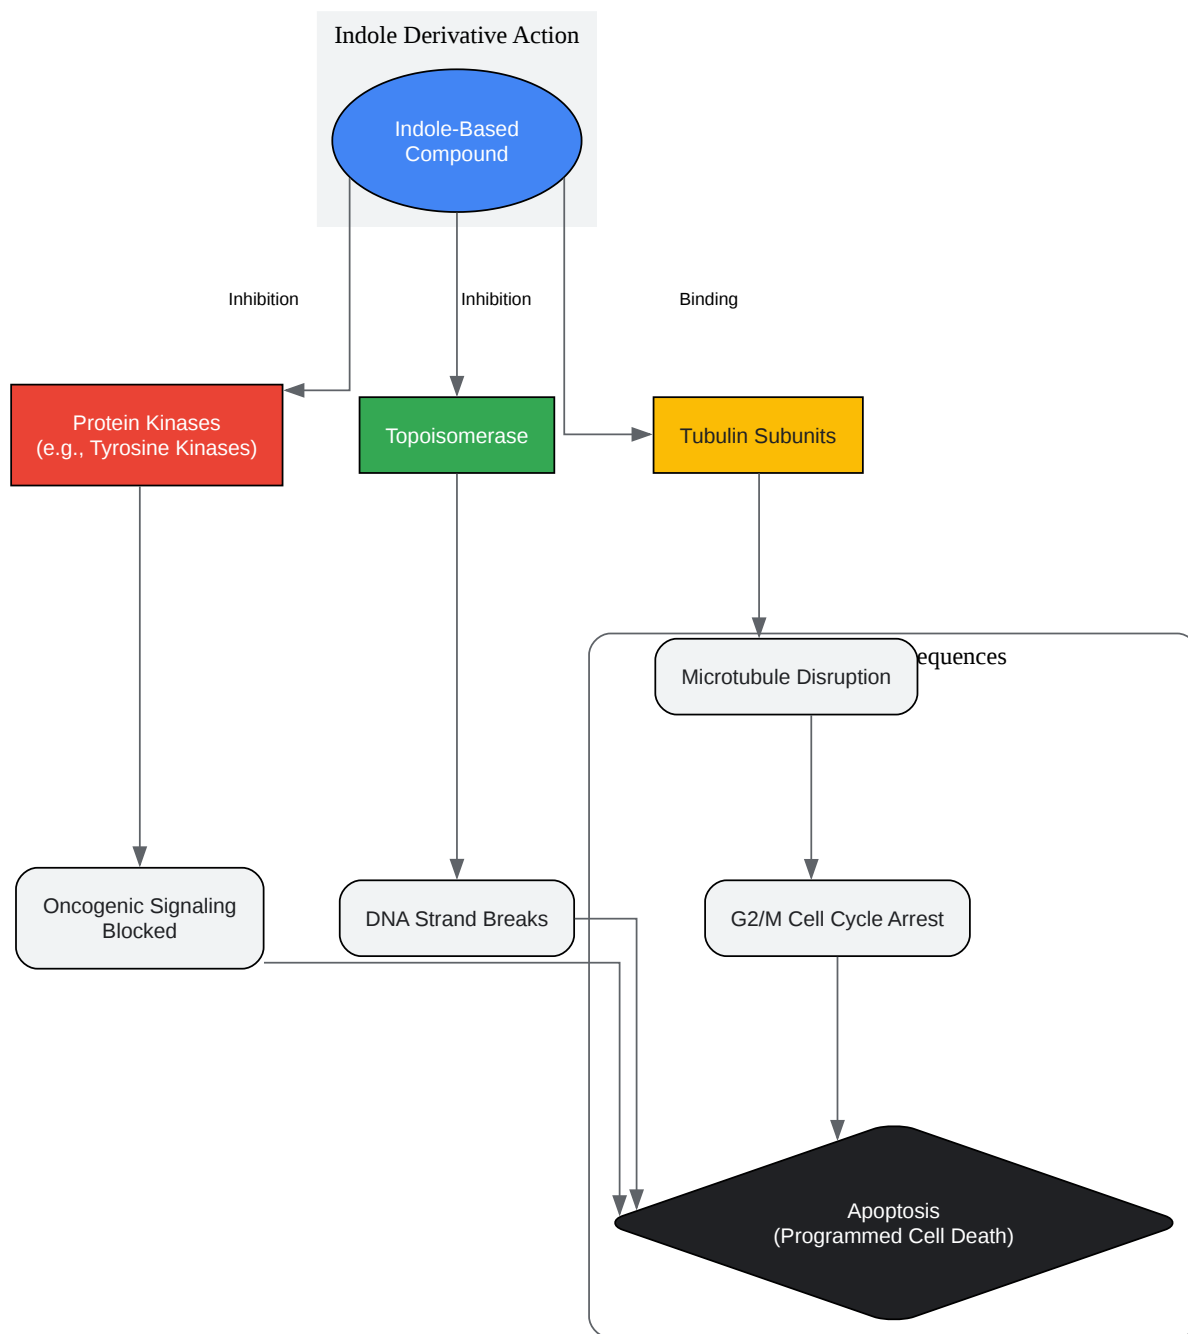 Indole Derivative Action
Indole-Based
Compound
Inhibition
Inhibition
Binding
Protein Kinases
(e.g., Tyrosine Kinases)
Topoisomerase
Tubulin Subunits
equences
Microtubule Disruption
Oncogenic Signaling
Blocked
DNA Strand Breaks
G2/M Cell Cycle Arrest
Apoptosis
(Programmed Cell Death)